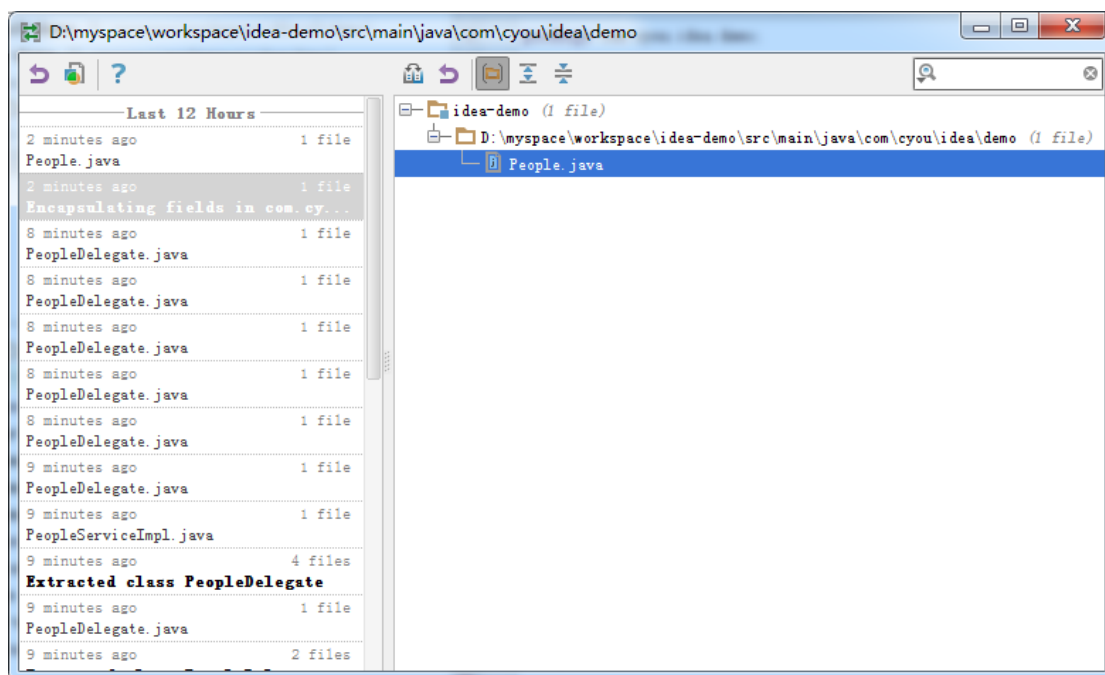 D:\myspace\workspace\idea-demo\src\main\java\com\cyou\idea\demo
Last 12 Hours
2 minutes ago 1 file
People.java
2 minutes ago 1 file
Encapsulating fields in com.cy...
8 minutes ago 1 file
PeopleDelegate.java
8 minutes ago 1 file
PeopleDelegate.java
8 minutes ago 1 file
PeopleDelegate.java
8 minutes ago 1 file
PeopleDelegate.java
8 minutes ago 1 file
PeopleDelegate.java
9 minutes ago 1 file
PeopleDelegate.java
9 minutes ago 1 file
PeopleServiceImpl.java
9 minutes ago 4 files
Extracted class PeopleDelegate
9 minutes ago 1 file
PeopleDelegate.java
9 minutes ago 2 files
idea-demo (1 file)
D:\myspace\workspace\idea-demo\src\main\java\com\cyou\idea\demo (1 file)
People.java